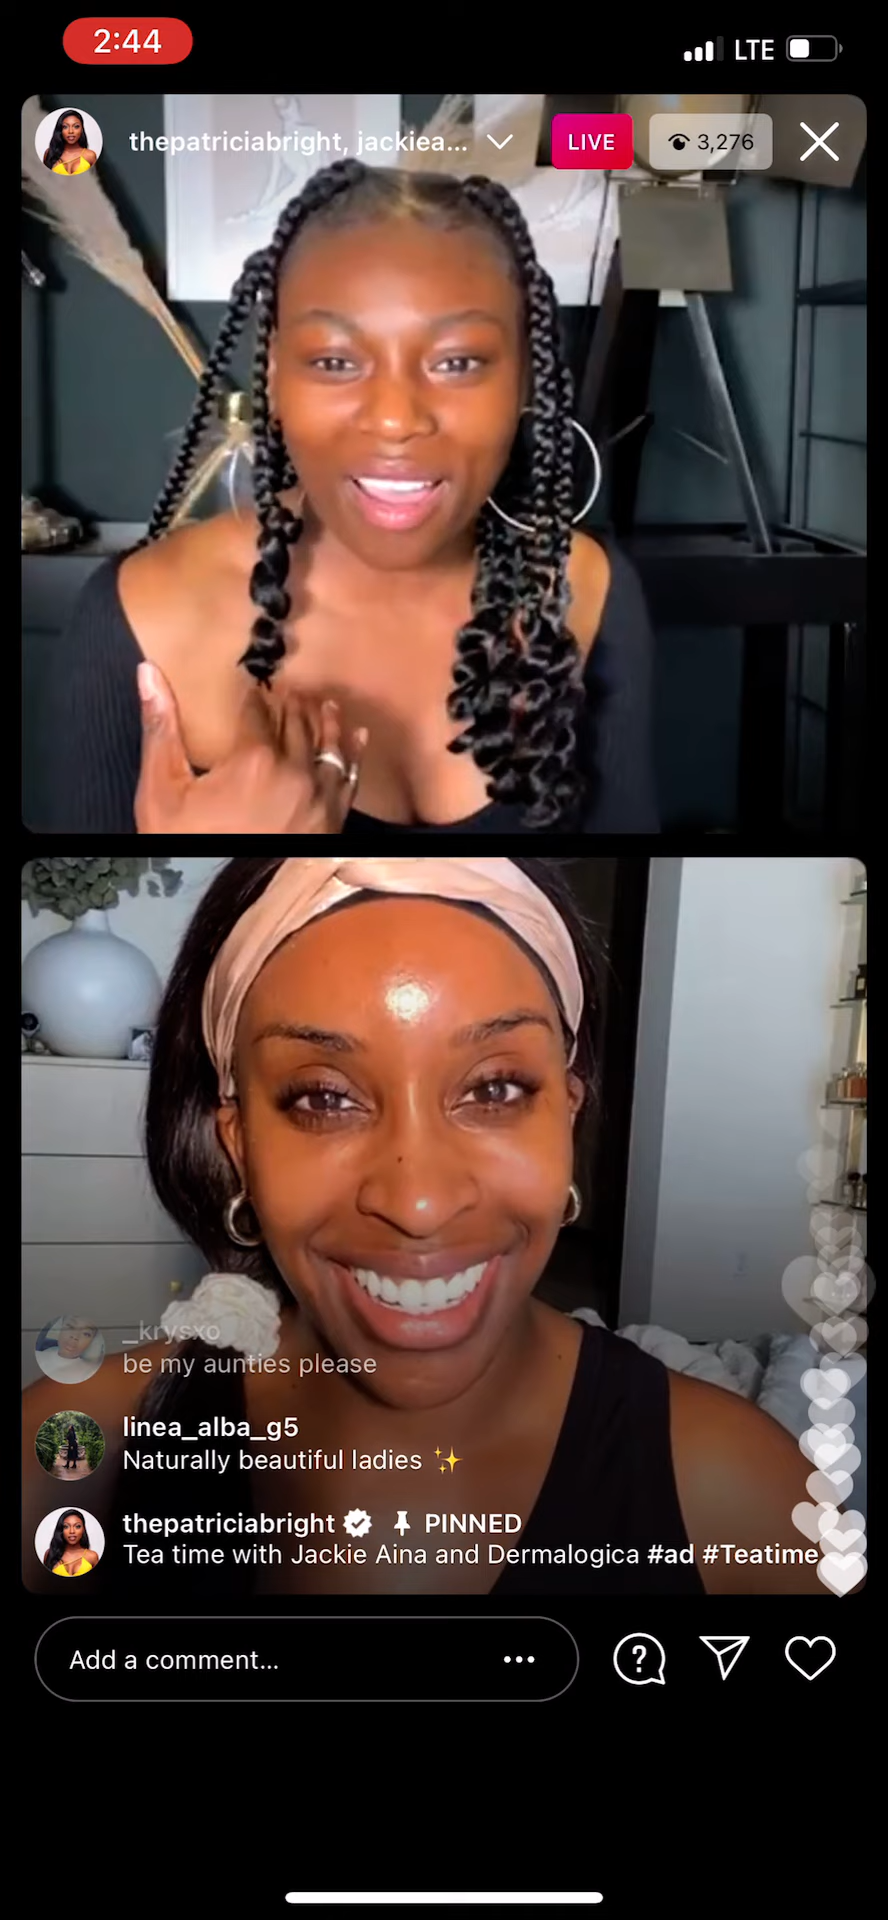 2:44
LTE
thepatriciabright, jackiea...
LIVE
3,276
_krysxo
be my aunties please
linea_alba_g5
Naturally beautiful ladies ✨
thepatriciabright PINNED
Tea time with Jackie Aina and Dermalogica #ad #Teatime
Add a comment...